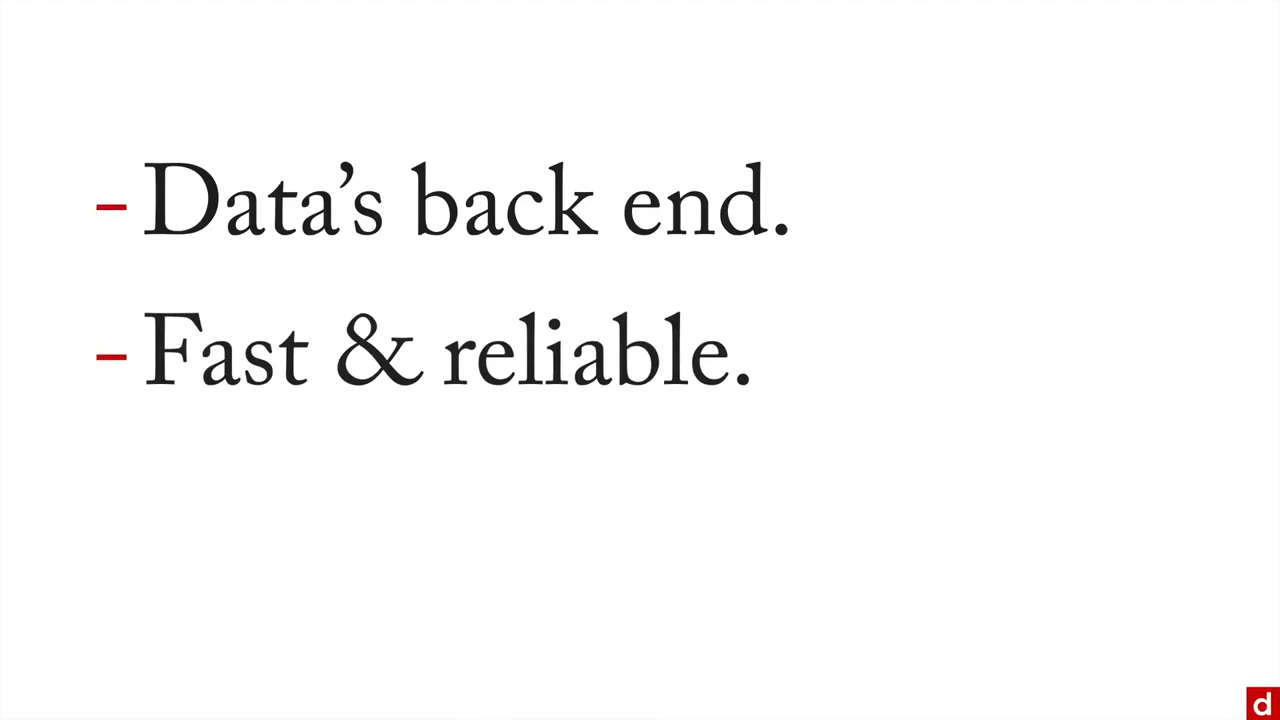 - Data’s back end.
- Fast & reliable.
d